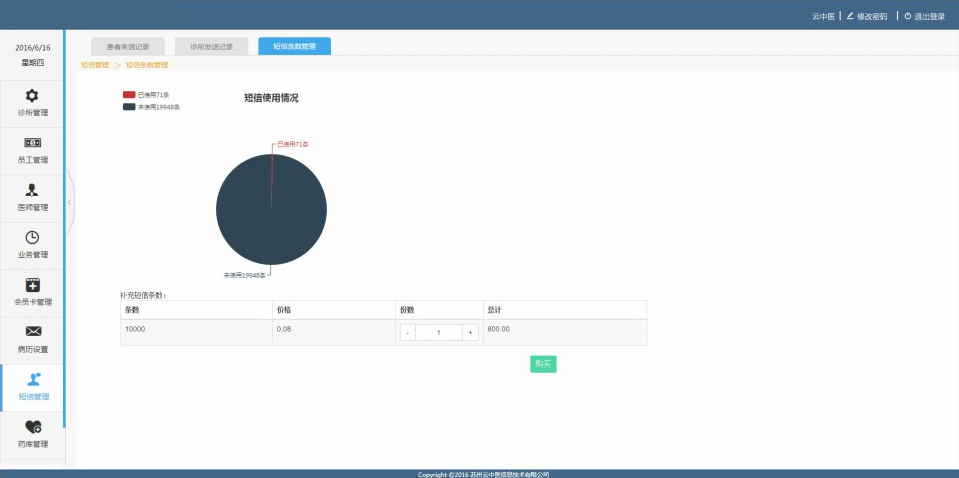 云中医 | 修改密码 | 退出登录
2016/6/16
星期四
患者来信记录 诊所发送记录 短信条数管理
短信管理 > 短信条数管理
诊所管理
员工管理
医师管理
业务管理
会员卡管理
病历设置
短信管理
药库管理
已使用71条
未使用19948条
短信使用情况
已使用71条
未使用19948条
补充短信条数:
条数 价格 份数 总计
10000 0.08 - 1 + 800.00
购买
Copyright ©2016 苏州云中医信息技术有限公司